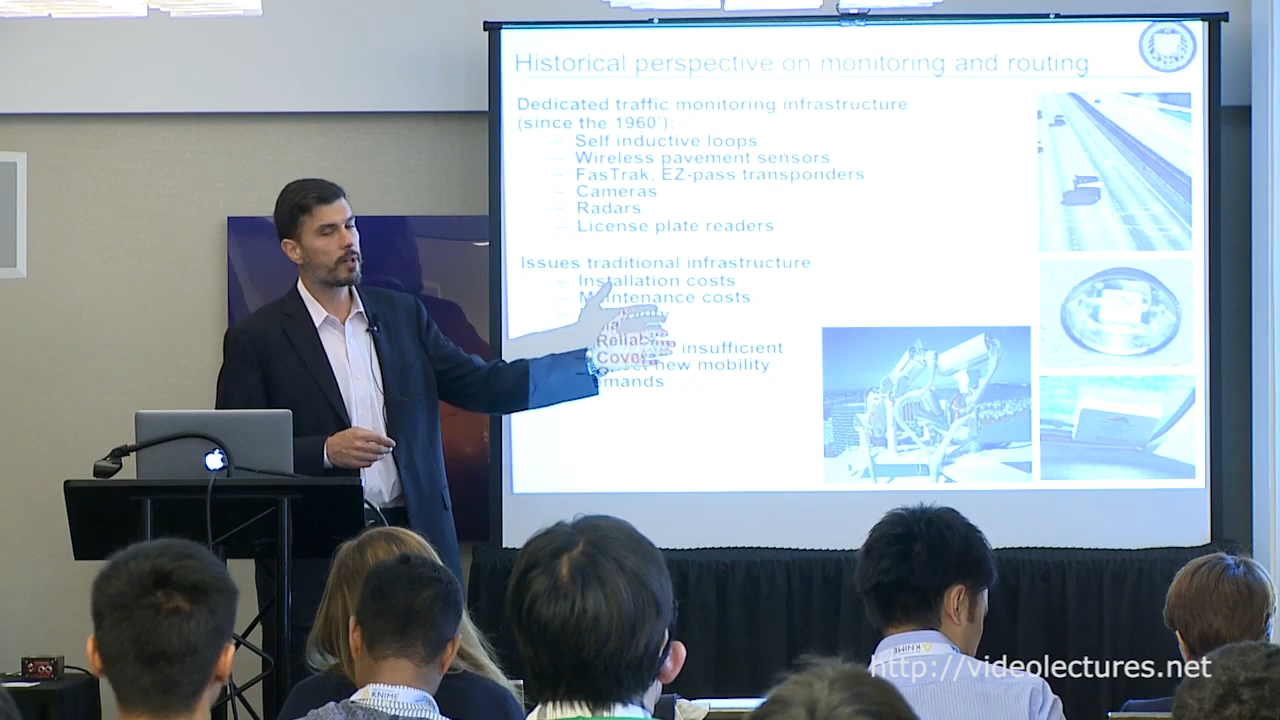 Historical perspective on monitoring and routing
Dedicated traffic monitoring infrastructure
(since the 1960'):
— Self inductive loops
— Wireless pavement sensors
— FasTrak, EZ-pass transponders
— Cameras
— Radars
— License plate readers
Issues traditional infrastructure
— Installation costs
— Maintenance costs
insufficient
new mobility
KNIME
KNIME
http://videolectures.net